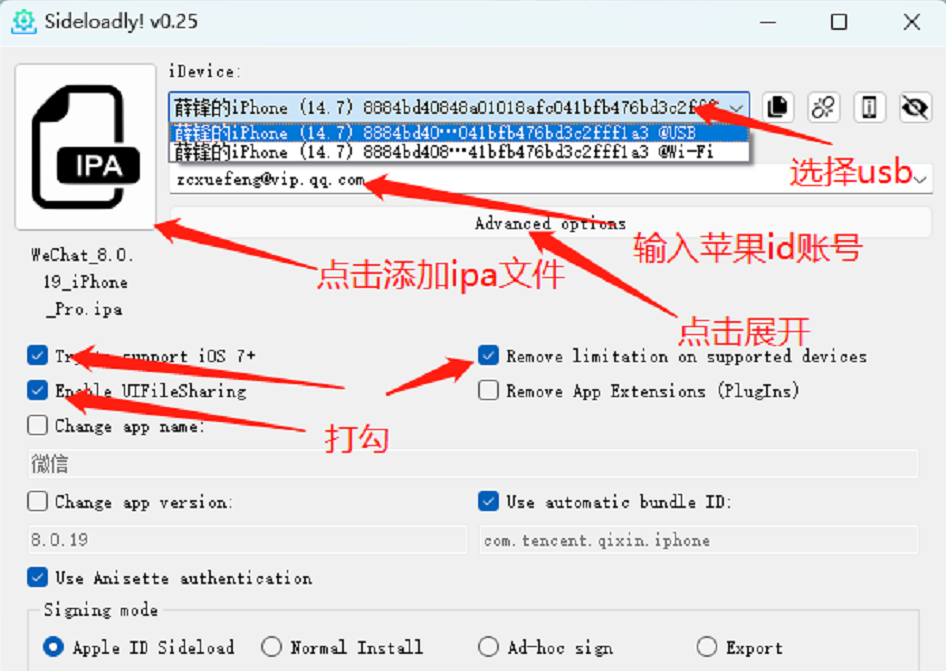 Sideloadly! v0.25
iDevice:
薛锋的iPhone (14.7) 8884bd40848a01018afc041bfb476bd3c2fff
薛锋的iPhone (14.7) 8884bd40···041bfb476bd3c2fff1a3 @USB
薛锋的iPhone (14.7) 8884bd408···41bfb476bd3c2fff1a3 @Wi-Fi
选择usb
zcxuefeng@vip.qq.com
IPA
Advanced options
输入苹果id账号
WeChat_8.0.
19_iPhone
_Pro.ipa
点击添加ipa文件
点击展开
Try to support iOS 7+
Remove limitation on supported devices
Enable UIFileSharing
Remove App Extensions (PlugIns)
Change app name:
打勾
微信
Change app version:
Use automatic bundle ID:
8.0.19
com.tencent.qixin.iphone
Use Anisette authentication
Signing mode
Apple ID Sideload
Normal Install
Ad-hoc sign
Export